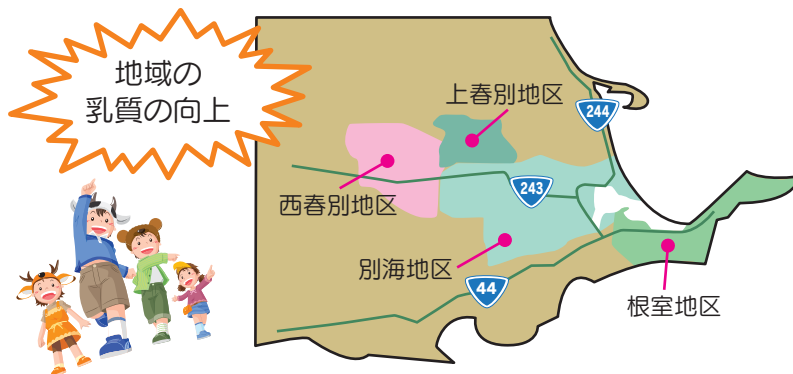 地域の
乳質の向上
上春別地区
244
西春別地区
243
別海地区
44
根室地区